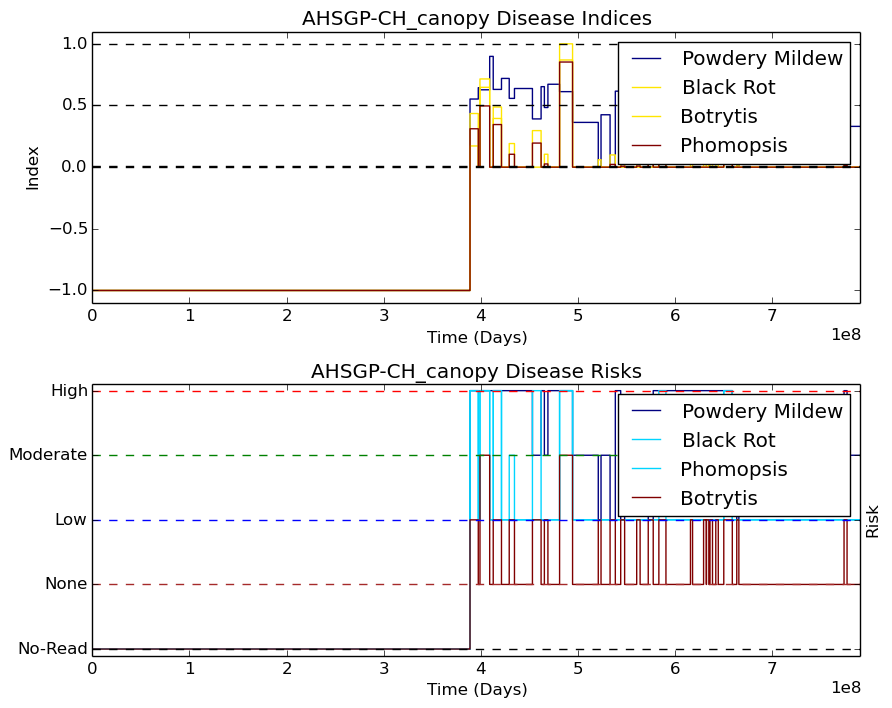 AHSGP-CH_canopy Disease Indices
1.0
0.5
0.0
−0.5
−1.0
Index
Powdery Mildew
Black Rot
Botrytis
Phomopsis
0 1 2 3 4 5 6 7
1e8
Time (Days)
AHSGP-CH_canopy Disease Risks
High
Moderate
Low
None
No-Read
Powdery Mildew
Black Rot
Phomopsis
Botrytis
Risk
0 1 2 3 4 5 6 7
1e8
Time (Days)